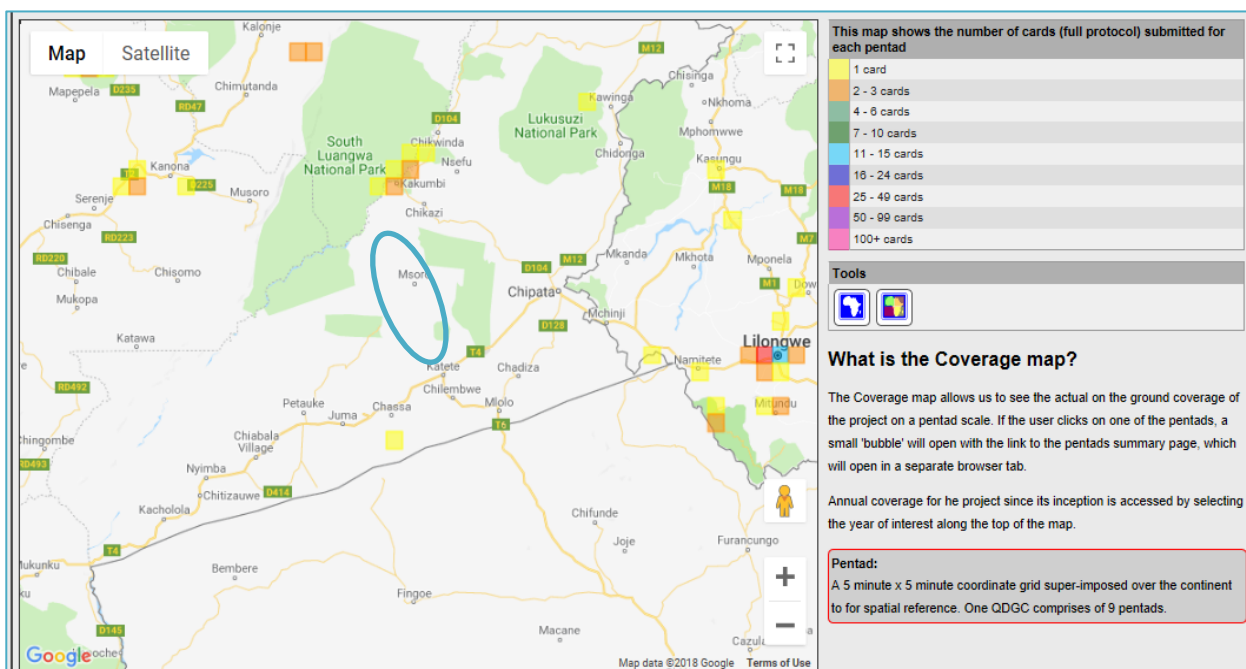 Map
Satellite
Kalonje
M12
Chisinga
Mapepela
D235
Chimutanda
RD47
Kawinga
Nkhoma
D104
Lukusuzi
National Park
Mphomwwe
South
Luangwa
National Park
Chikwinda
Nsefu
Chidonga
Kasungu
T2
Kanona
M18
M18
Kakumbi
D225
Musoro
Serenje
Chikazi
Chisenga
RD223
M7
RD220
Mkanda
Mkhota
Mponela
M12
D104
Chibale
Chisomo
Msoro
M1
Dow
Mukopa
Chipata
Mchinji
D128
Katawa
Lilongwe
T4
Namitete
RD492
Katete
Chadiza
Chilembwe
Petauke
Chassa
Mlolo
Mitundu
Juma
T6
Chingombe
Chiabala
Village
RD493
Nyimba
Chitizauwe
D414
Kacholola
Chifunde
T4
Joje
Furancungo
Mukunku
Bembere
ku
Fingoe
D145
Macane
Cazula
oche
Google
Map data ©2018 Google
Terms of Use
This map shows the number of cards (full protocol) submitted for
each pentad
1 card
2 - 3 cards
4 - 6 cards
7 - 10 cards
11 - 15 cards
16 - 24 cards
25 - 49 cards
50 - 99 cards
100+ cards
Tools
What is the Coverage map?
The Coverage map allows us to see the actual on the ground coverage of
the project on a pentad scale. If the user clicks on one of the pentads, a
small 'bubble' will open with the link to the pentads summary page, which
will open in a separate browser tab.
Annual coverage for he project since its inception is accessed by selecting
the year of interest along the top of the map.
Pentad:
A 5 minute x 5 minute coordinate grid super-imposed over the continent
to for spatial reference. One QDGC comprises of 9 pentads.